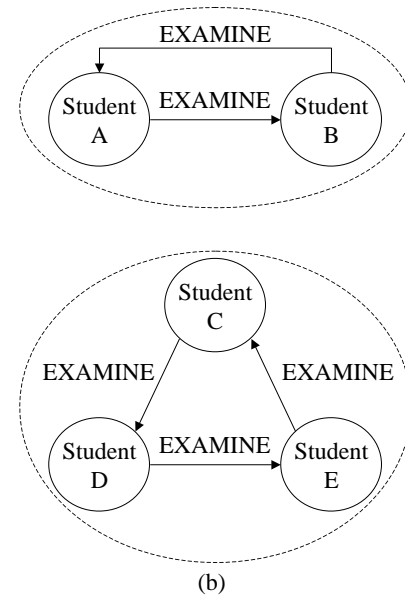 EXAMINE
Student
A
EXAMINE
Student
B
Student
C
EXAMINE
EXAMINE
Student
D
EXAMINE
Student
E
(b)